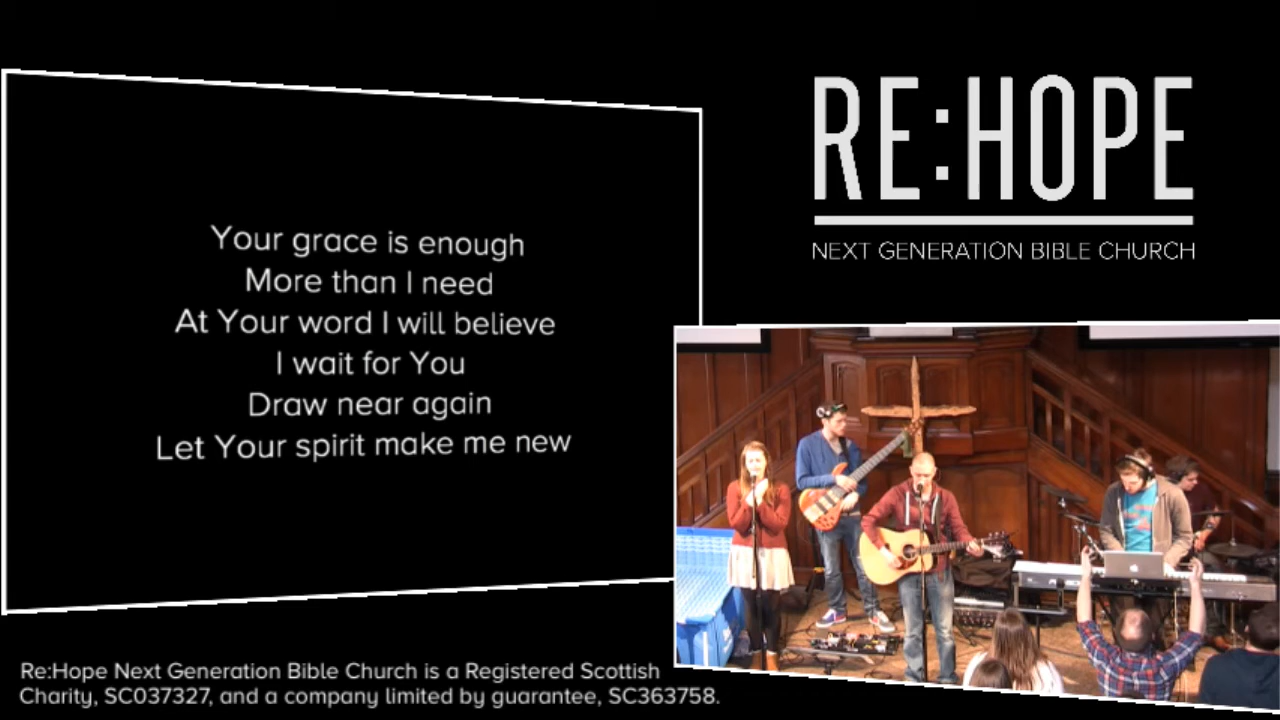 RE:HOPE
NEXT GENERATION BIBLE CHURCH
Your grace is enough
More than I need
At Your word I will believe
I wait for You
Draw near again
Let Your spirit make me new
Re:Hope Next Generation Bible Church is a Registered Scottish
Charity, SC037327, and a company limited by guarantee, SC363758.